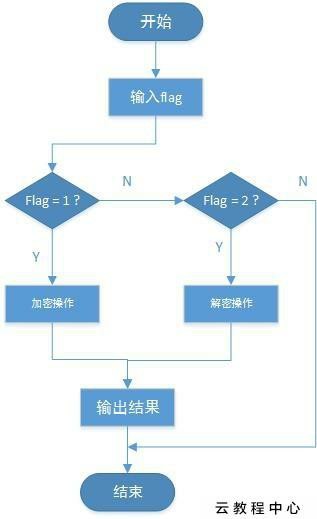 开始
输入flag
Flag = 1？
N
Flag = 2？
N
Y
Y
加密操作
解密操作
输出结果
结束
云教程中心